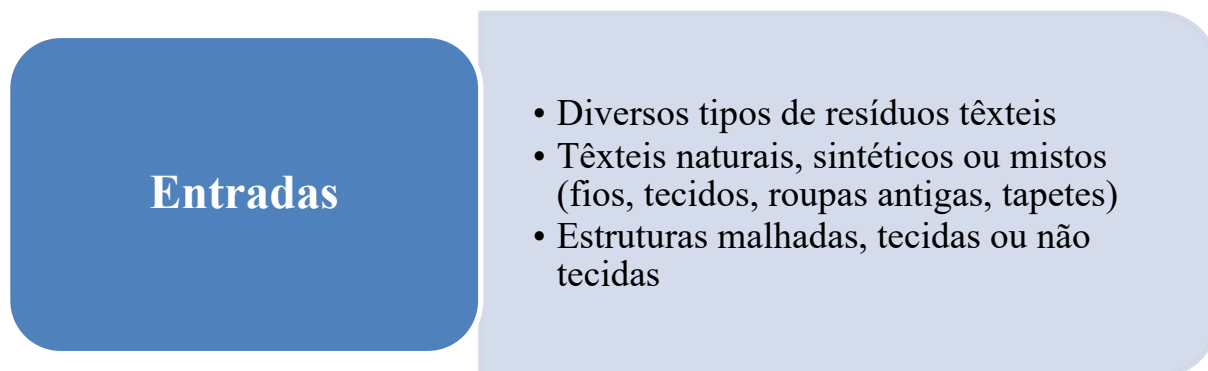 Entradas
• Diversos tipos de resíduos têxteis
• Têxteis naturais, sintéticos ou mistos
(fios, tecidos, roupas antigas, tapetes)
• Estruturas malhadas, tecidas ou não
tecidas